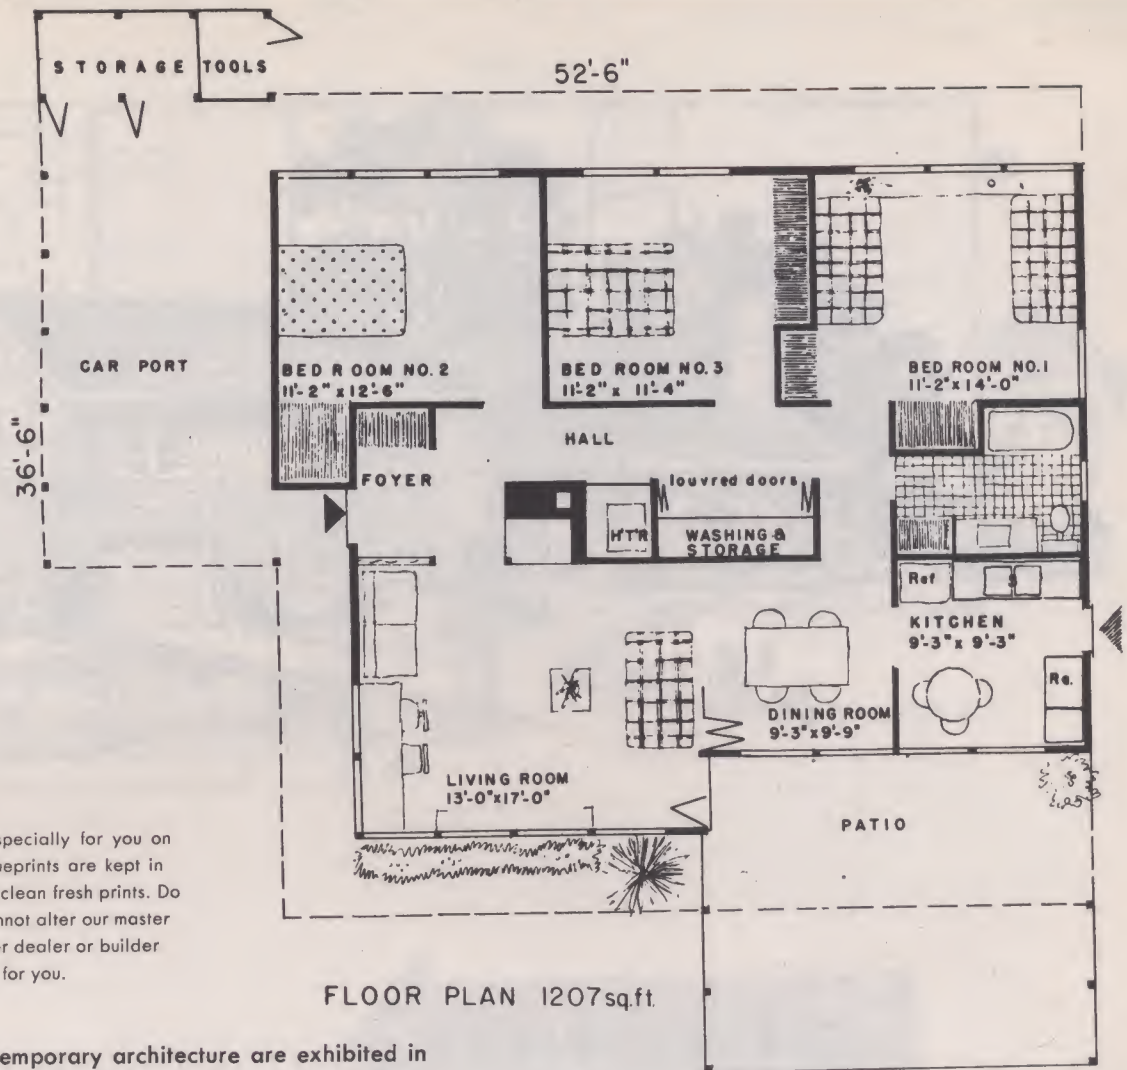 STORAGE TOOLS
52'-6"
CAR PORT
36'-6"
BED ROOM NO. 2
11'-2" x 12'-6"
BED ROOM NO. 3
11'-2" x 11'-4"
BED ROOM NO. 1
11'-2" x 14'-0"
HALL
FOYER
louvred doors
H'T'R
WASHING &
STORAGE
Ref
S
KITCHEN
9'-3" x 9'-3"
Ra.
DINING ROOM
9'-3" x 9'-9"
LIVING ROOM
13'-0" x 17'-0"
PATIO
specially for you on
eprints are kept in
clean fresh prints. Do
nnot alter our master
er dealer or builder
for you.
FLOOR PLAN 1207 sq. ft.
temporary architecture are exhibited in